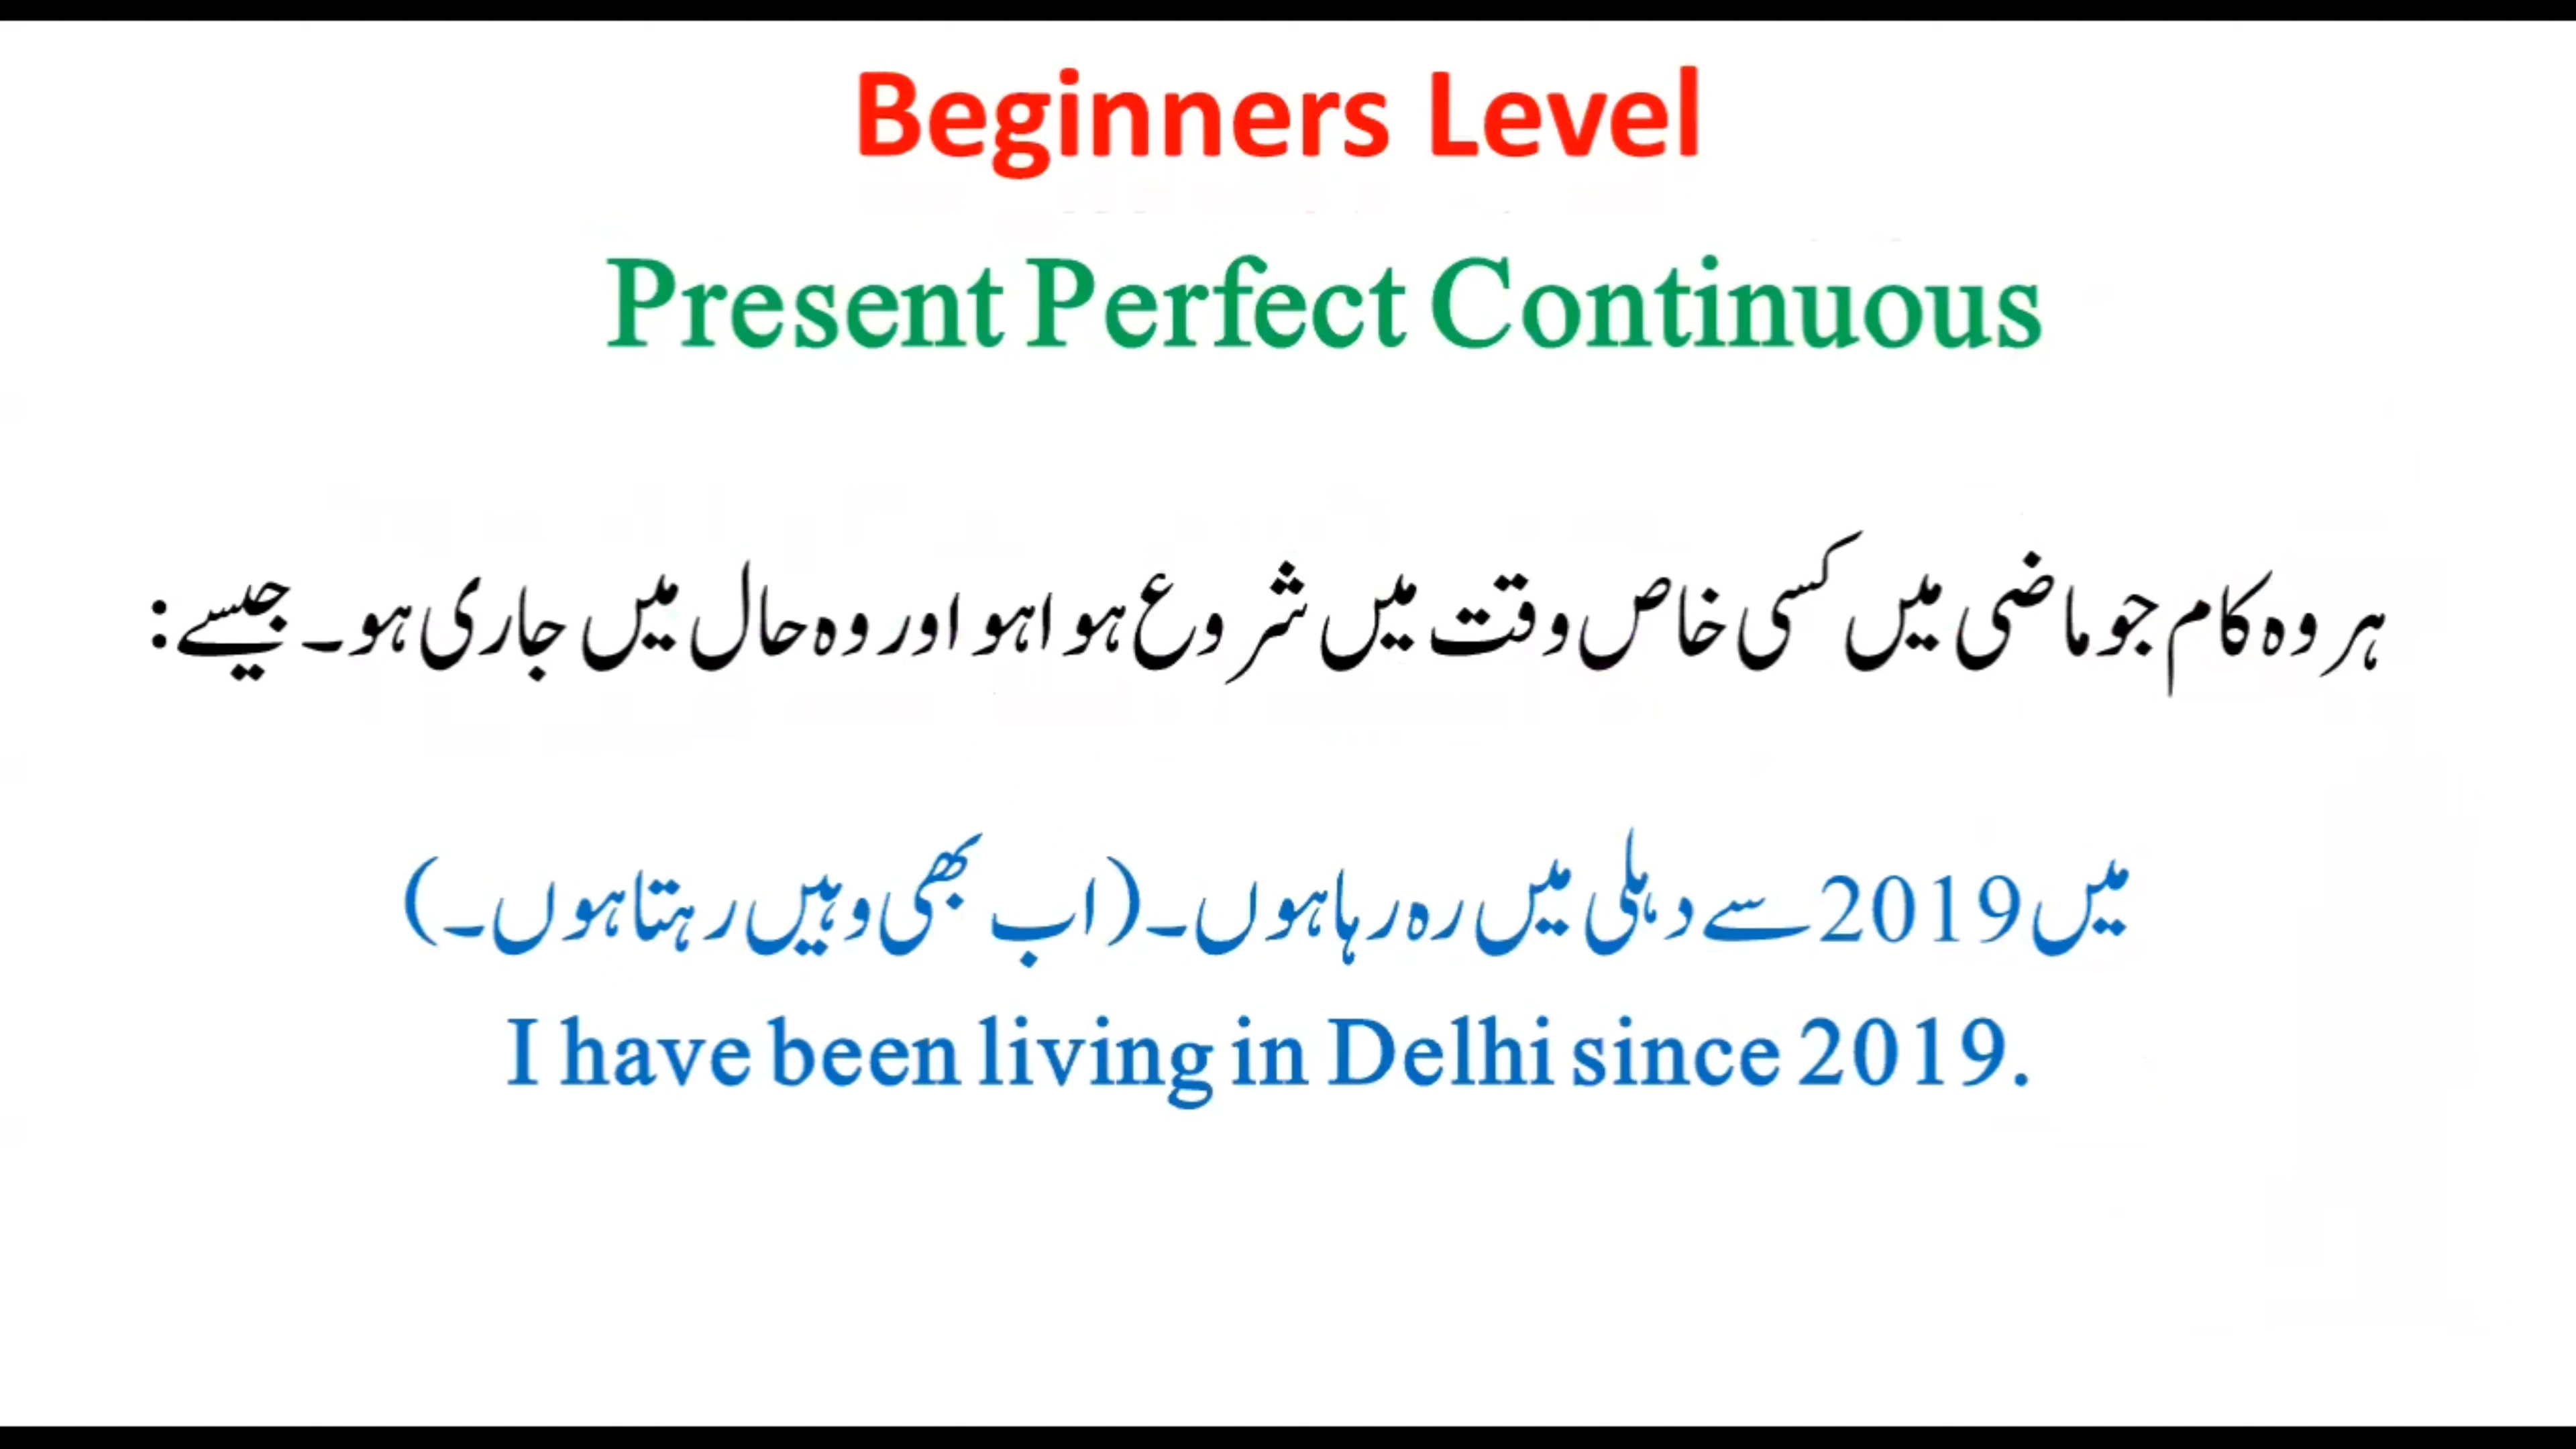 Beginners Level
Present Perfect Continuous
ہر وہ کام جو ماضی میں کسی خاص وقت میں شروع ہوا ہو اور وہ حال میں جاری ہو۔ جیسے:
میں 2019 سے دہلی میں رہ رہا ہوں۔ (اب بھی وہیں رہتا ہوں۔)
I have been living in Delhi since 2019.